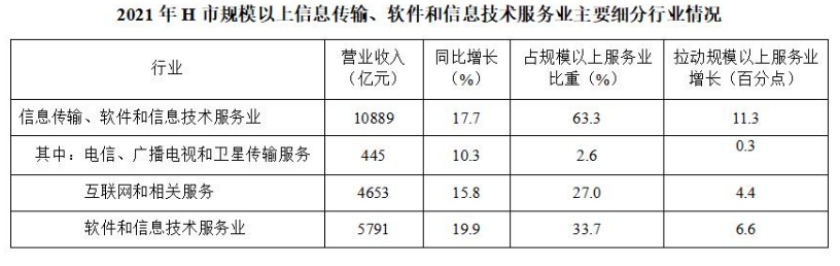 2021 年 H 市规模以上信息传输、软件和信息技术服务业主要细分行业情况
行业 营业收入（亿元） 同比增长（%） 占规模以上服务业比重（%） 拉动规模以上服务业增长（百分点）
信息传输、软件和信息技术服务业 10889 17.7 63.3 11.3
其中：电信、广播电视和卫星传输服务 445 10.3 2.6 0.3
互联网和相关服务 4653 15.8 27.0 4.4
软件和信息技术服务业 5791 19.9 33.7 6.6